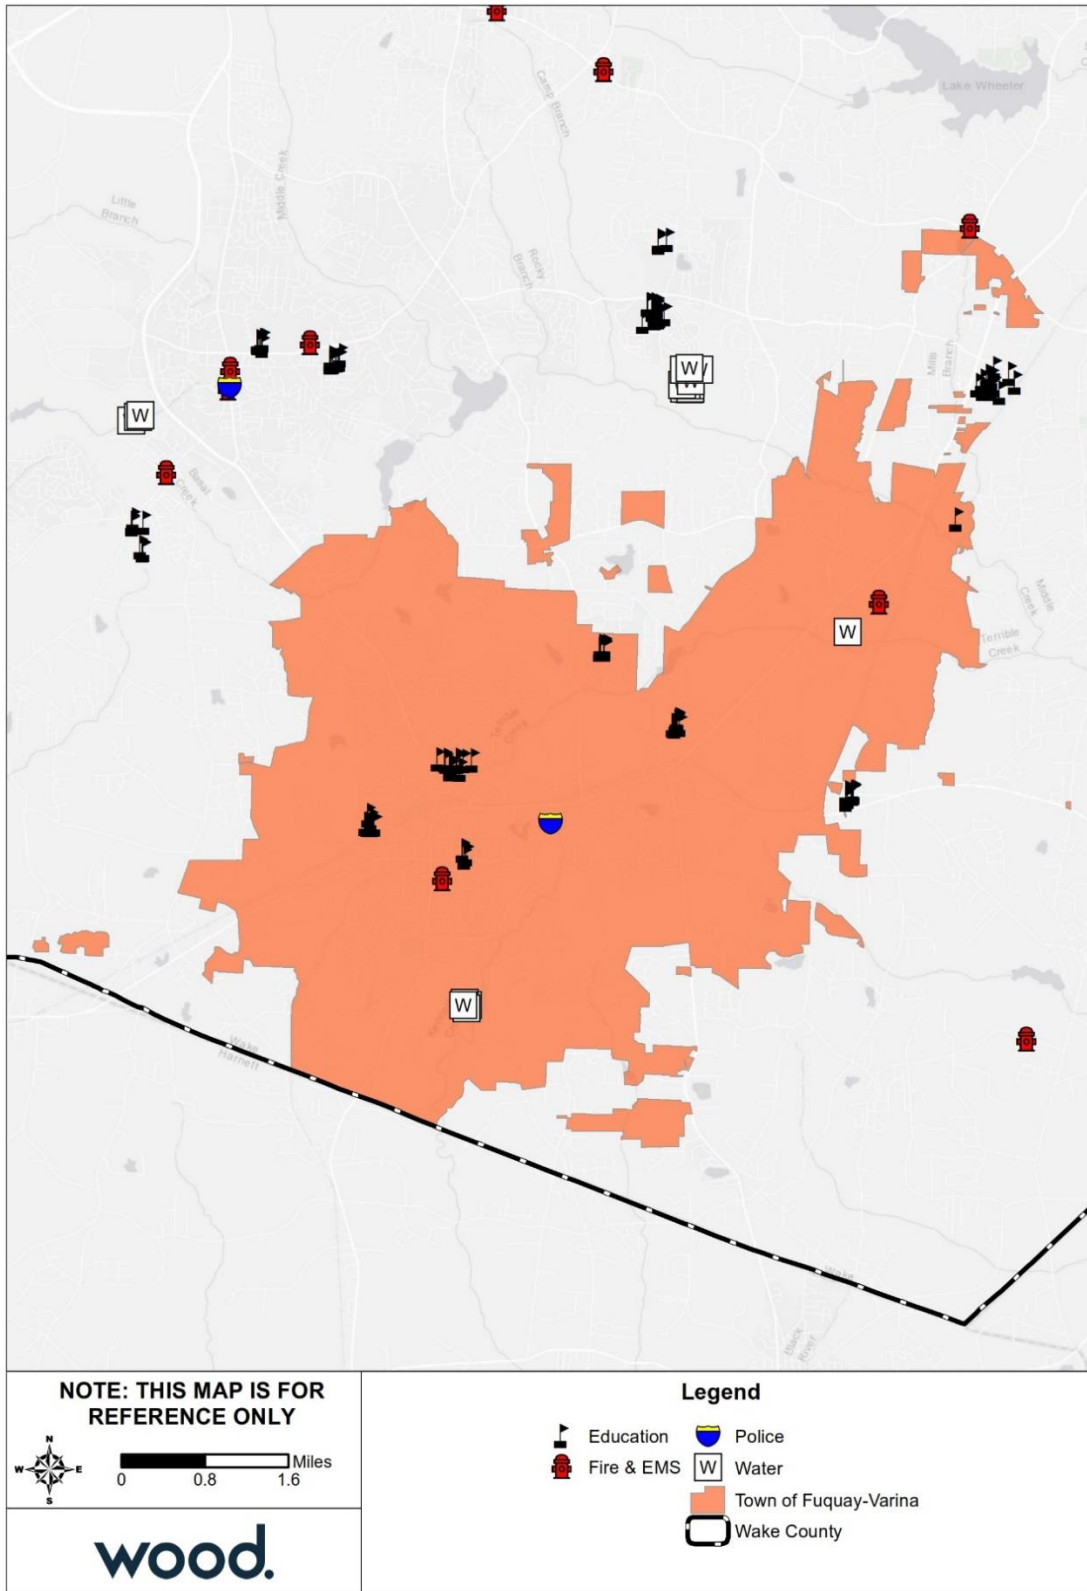 Lake Wheeler
Camp Branch
Middle Creek
Little
Branch
Rocky
Branch
Mills
Branch
W
W
Basal
Creek
Middle
Creek
Terrible
Creek
W
Terrible
Creek
W
Wake
Harnett
Wake
Black
River
NOTE: THIS MAP IS FOR
REFERENCE ONLY
N
W E
S
Miles
0 0.8 1.6
wood.
Legend
Education Police
Fire & EMS W Water
Town of Fuquay-Varina
Wake County